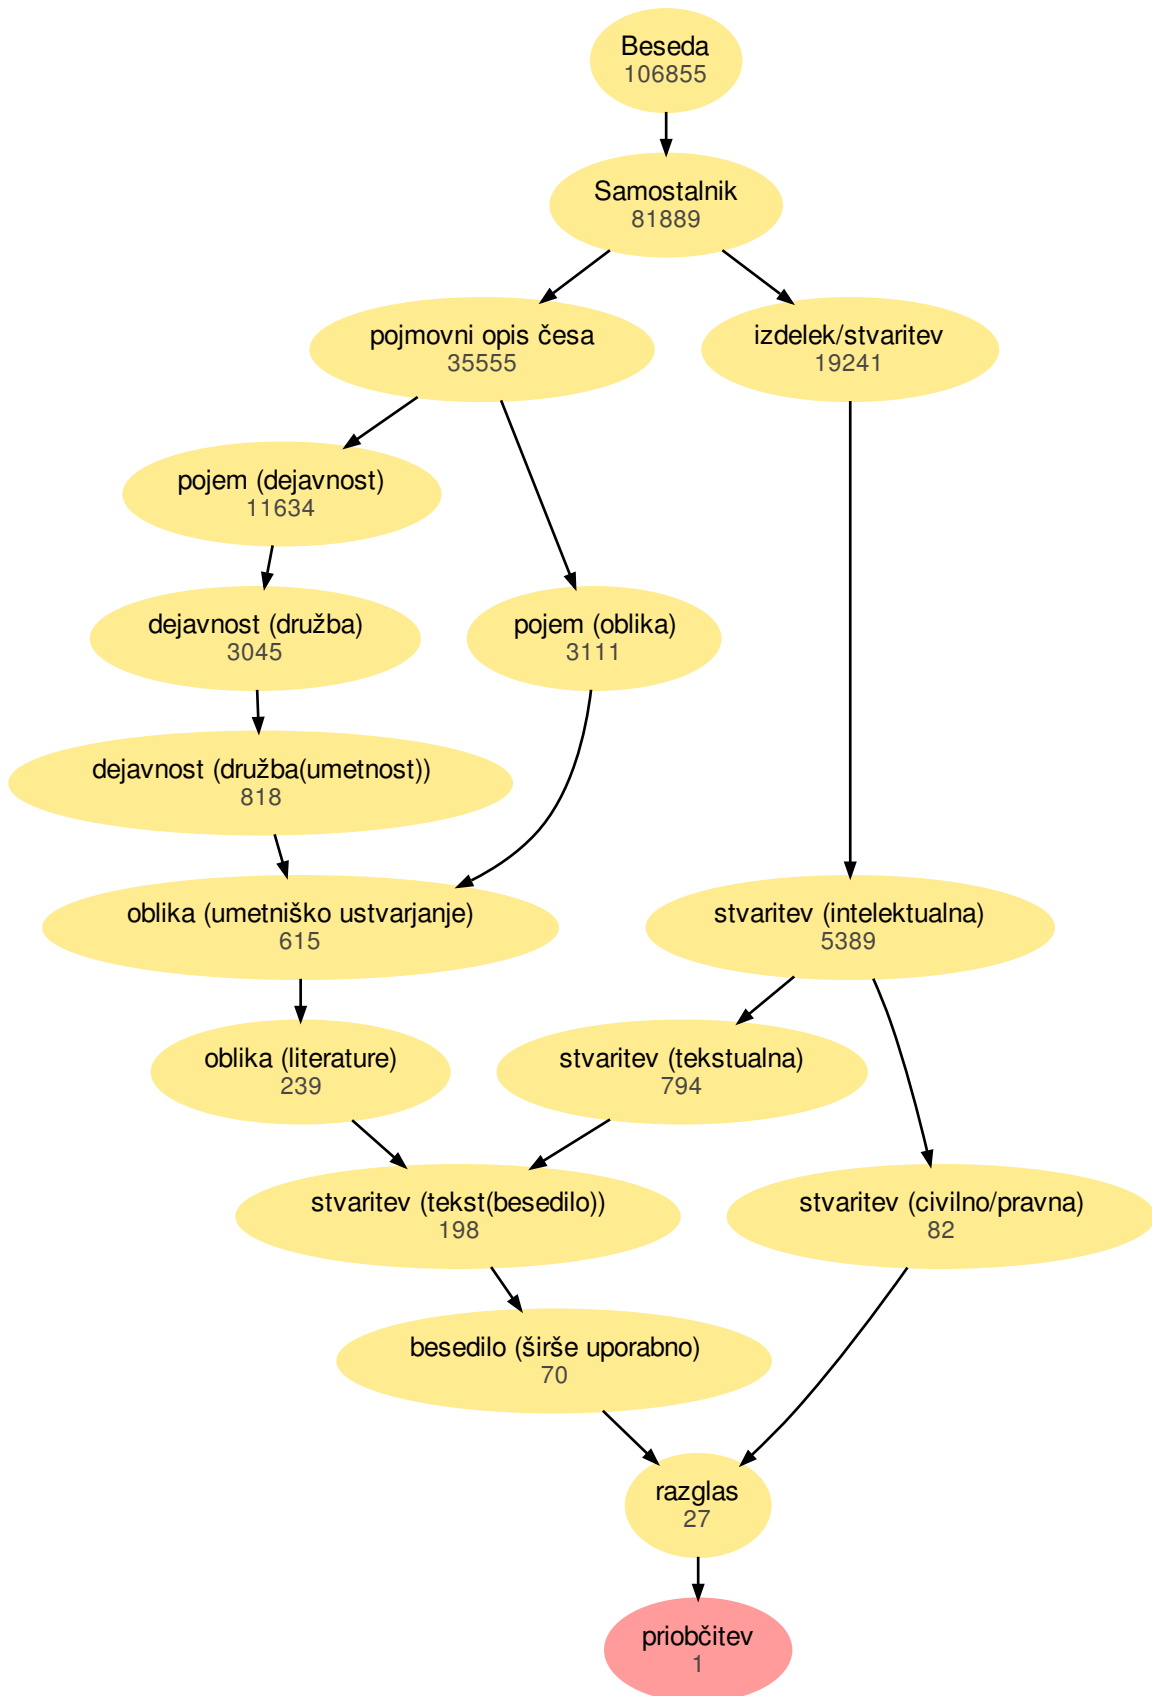 Beseda
106855
Samostalnik
81889
pojmovni opis česa
35555
izdelek/stvaritev
19241
pojem (dejavnost)
11634
dejavnost (družba)
3045
pojem (oblika)
3111
dejavnost (družba(umetnost))
818
oblika (umetniško ustvarjanje)
615
stvaritev (intelektualna)
5389
oblika (literature)
239
stvaritev (tekstualna)
794
stvaritev (tekst(besedilo))
198
stvaritev (civilno/pravna)
82
besedilo (širše uporabno)
70
razglas
27
priobčitev
1